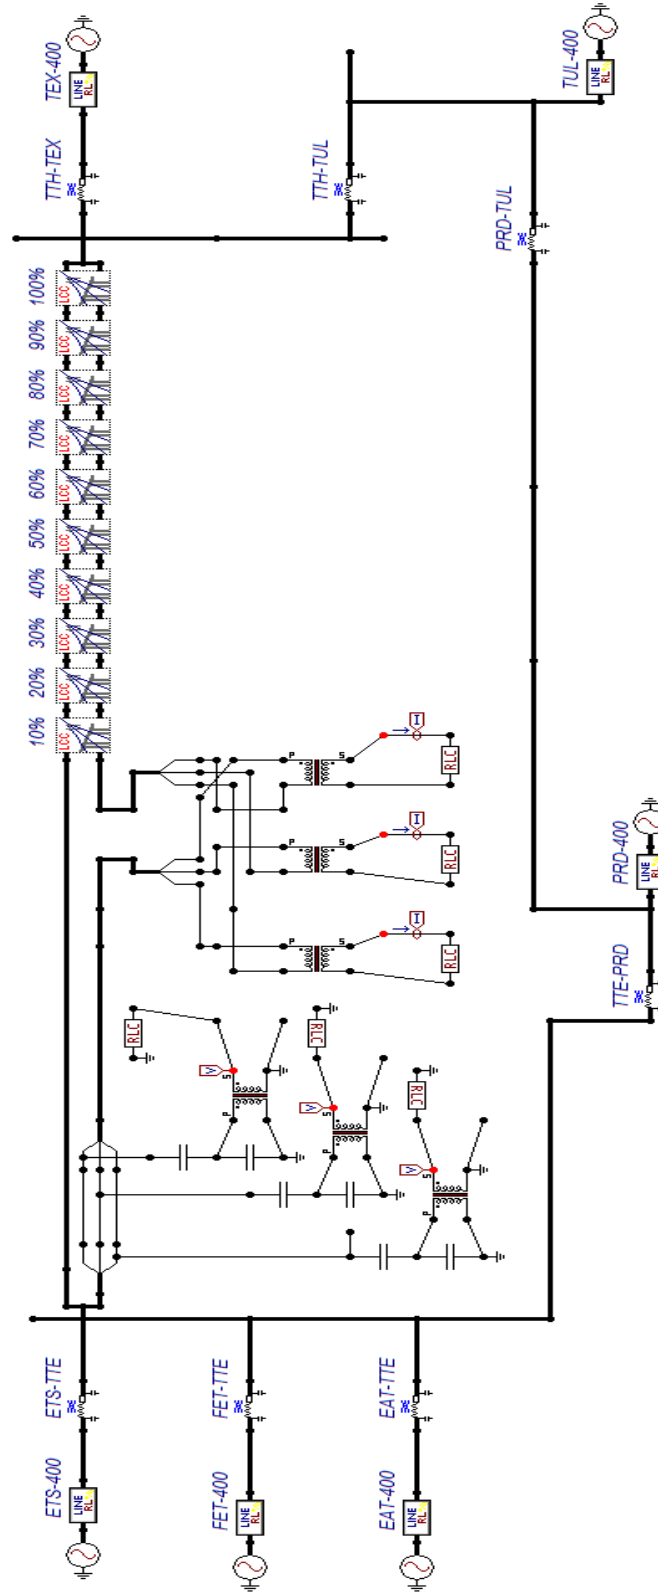 ETS-400
ETS-TTE
10%
20%
30%
40%
50%
60%
70%
80%
90%
100%
TTH-TEX
TEX-400
LINE
RL
LCC
LCC
LCC
LCC
LCC
LCC
LCC
LCC
LCC
LCC
LINE
RL
FET-400
FET-TTE
RLC
V
P
S
TTH-TUL
LINE
RL
RLC
V
P
S
P
S
P
S
P
S
EAT-400
EAT-TTE
RLC
V
P
S
I
I
I
LINE
RL
RLC
RLC
RLC
PRD-TUL
TUL-400
LINE
RL
TTE-PRD
PRD-400
LINE
RL